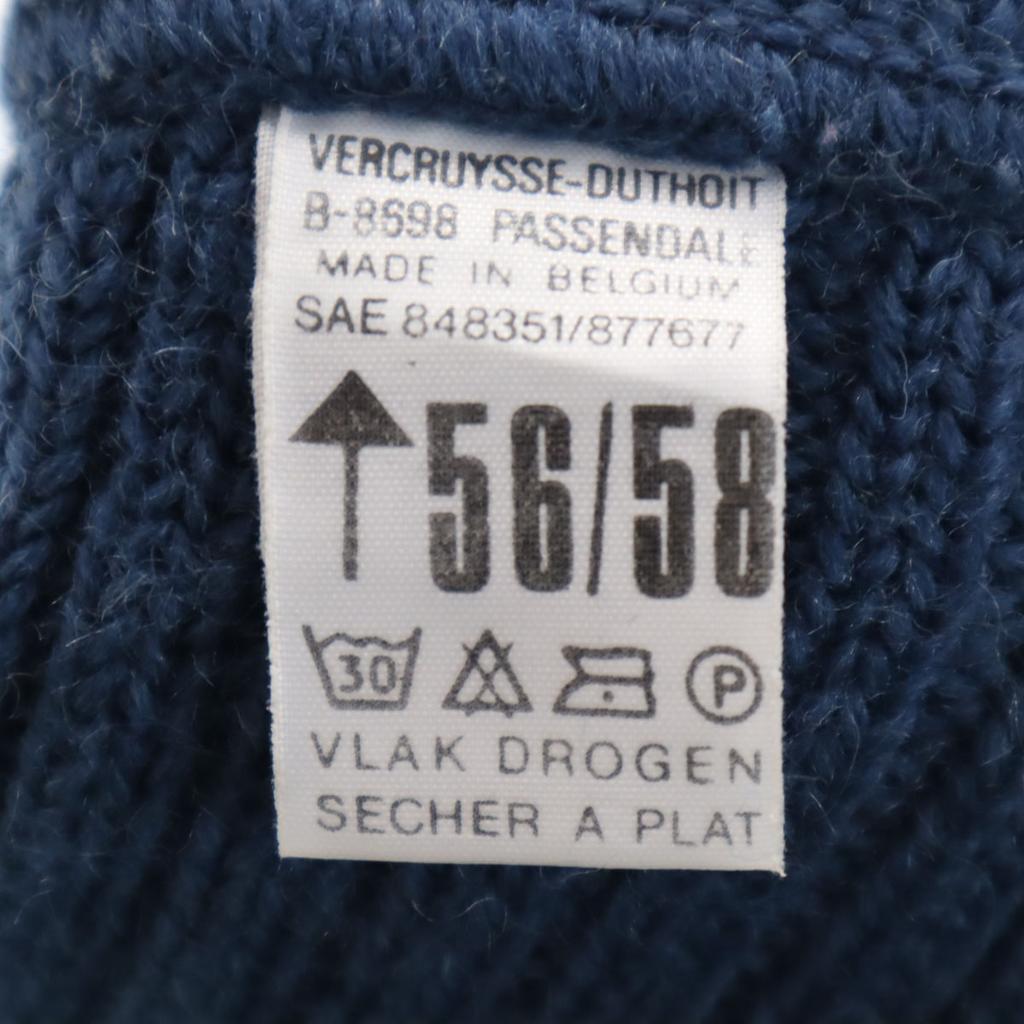 VERCRUYSSE-DUTHOIT
B-8698 PASSENDALE
MADE IN BELGIUM
SAE 848351/877677
56/58
30 P
VLAK DROGEN
SECHER A PLAT